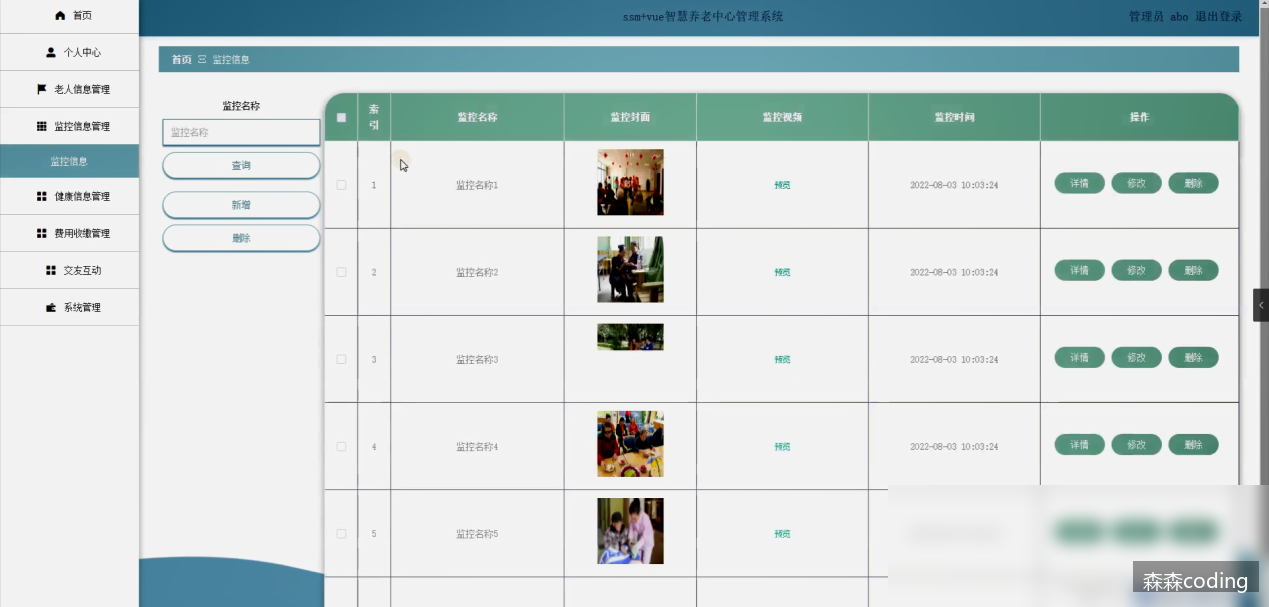 首页
个人中心
老人信息管理
监控信息管理
监控信息
健康信息管理
费用收缴管理
交友互动
系统管理
ssm+vue智慧养老中心管理系统
管理员 abo 退出登录
首页 监控信息
监控名称
监控名称
查询
新增
删除
索引 监控名称 监控封面 监控视频 监控时间 操作
1 监控名称1 预览 2022-08-03 10:03:24 详情 修改 删除
2 监控名称2 预览 2022-08-03 10:03:24 详情 修改 删除
3 监控名称3 预览 2022-08-03 10:03:24 详情 修改 删除
4 监控名称4 预览 2022-08-03 10:03:24 详情 修改 删除
5 监控名称5 预览
森森coding